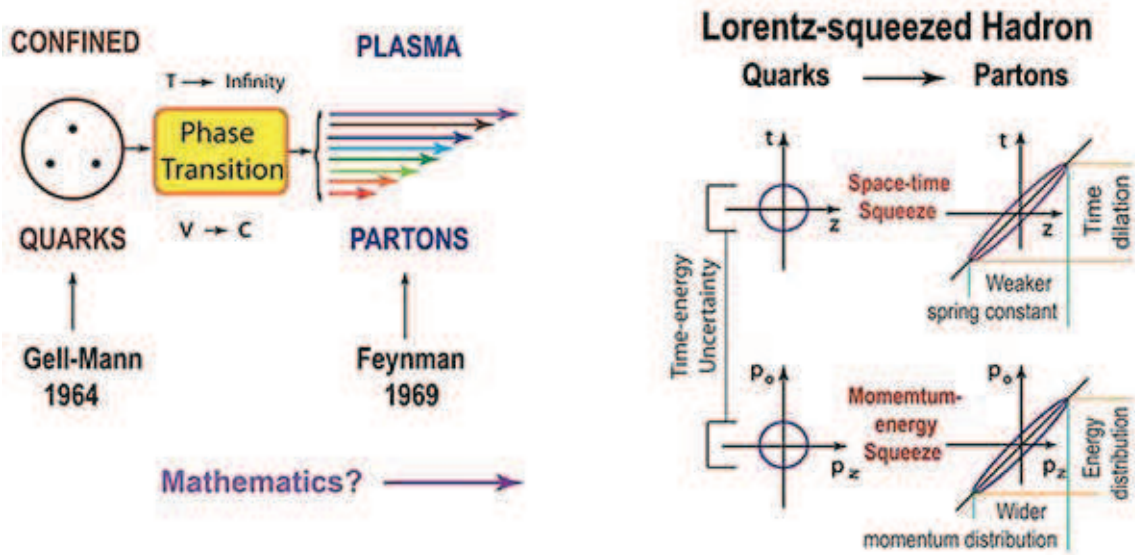 CONFINED
PLASMA
T → Infinity
Phase
Transition
V → C
QUARKS
PARTONS
Gell-Mann
1964
Feynman
1969
Mathematics?
Lorentz-squeezed Hadron
Quarks → Partons
t
z
Space-time
Squeeze
t
z
Time
dilation
Weaker
spring constant
Time-energy
Uncertainty
p₀
p_z
Momemtum-
energy
Squeeze
p₀
p_z
Energy
distribution
Wider
momentum distribution